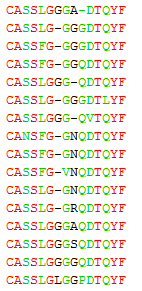 CASSLGGGA-DTQYF
CASSLG-GGGDTQYF
CASSFG-GGGDTQYF
CASSFG-GGQDTQYF
CASSLGGG-QDTQYF
CASSLG-GGGDTLYF
CASSLGGG-QVTQYF
CANSFG-GNQDTQYF
CASSFG-GNQDTQYF
CASSFG-VNQDTQYF
CASSLG-GNQDTQYF
CASSLG-GRQDTQYF
CASSLGGGAQDTQYF
CASSLGGGSQDTQYF
CASSLGGGGQDTQYF
CASSLGLGGPDTQYF